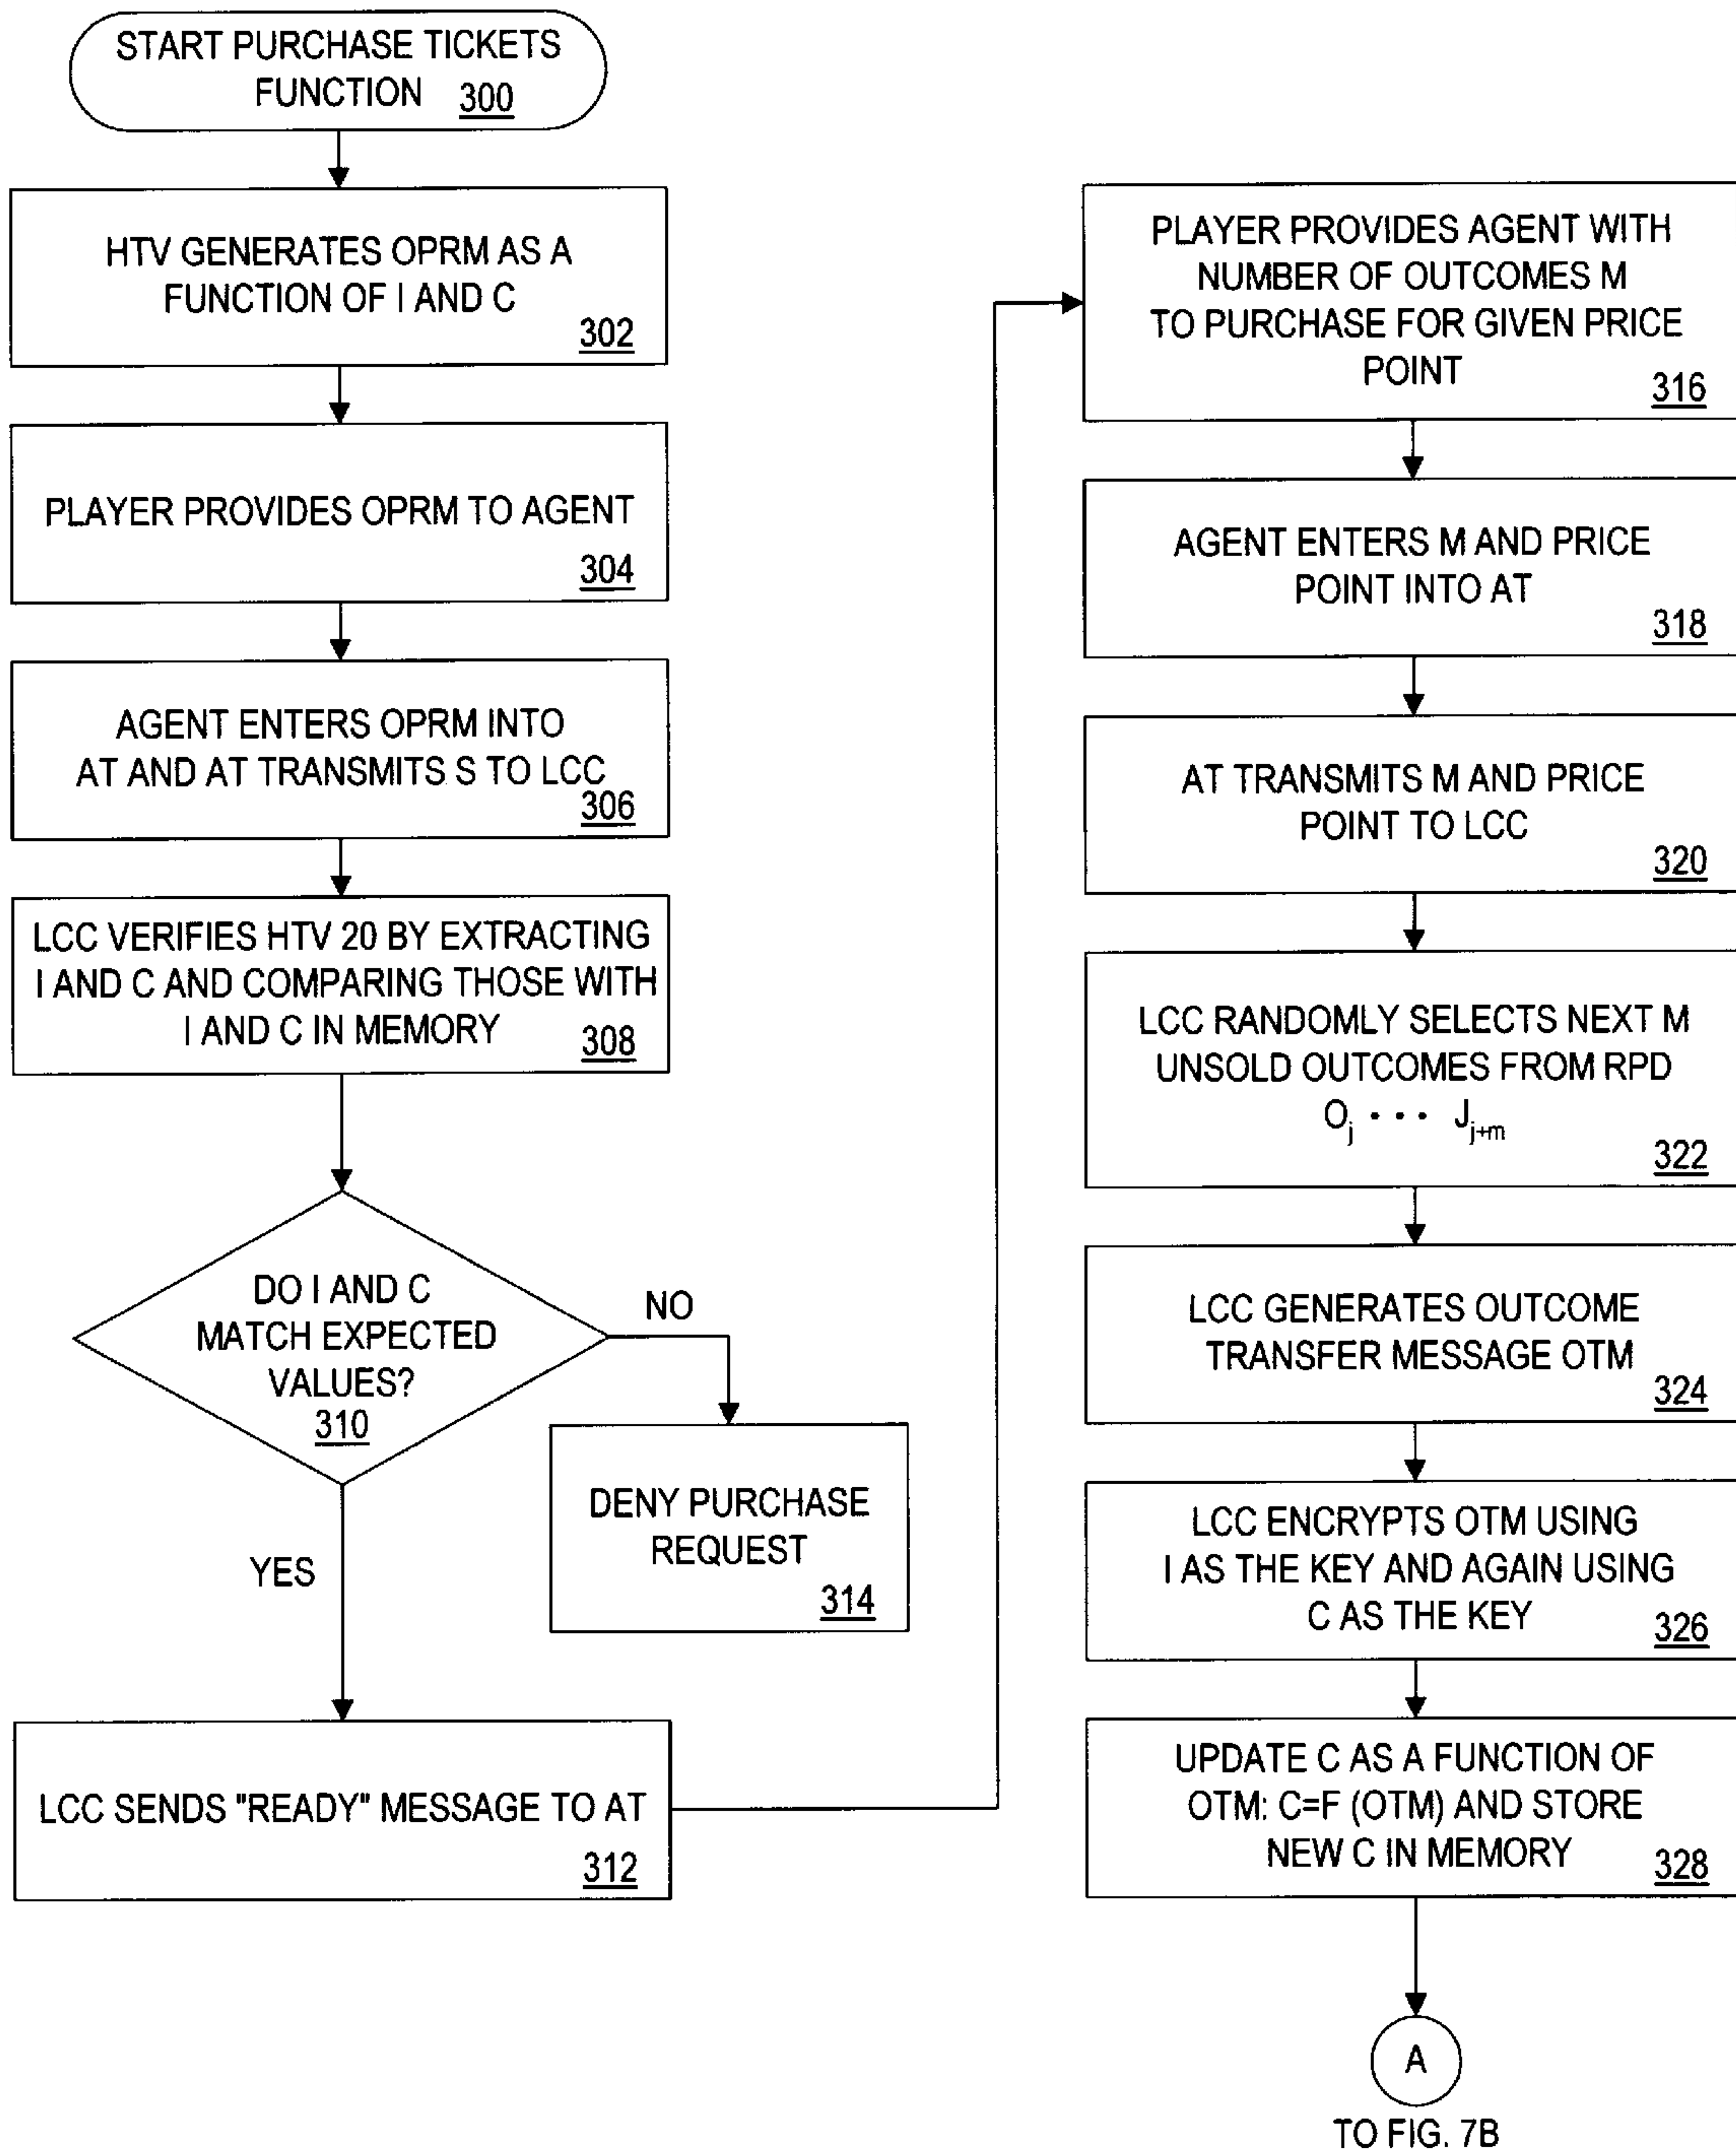 START PURCHASE TICKETS
FUNCTION 300
HTV GENERATES OPRM AS A
FUNCTION OF I AND C
302
PLAYER PROVIDES OPRM TO AGENT
304
AGENT ENTERS OPRM INTO
AT AND AT TRANSMITS S TO LCC
306
LCC VERIFIES HTV 20 BY EXTRACTING
I AND C AND COMPARING THOSE WITH
I AND C IN MEMORY
308
DO I AND C
MATCH EXPECTED
VALUES?
310
NO
DENY PURCHASE
REQUEST
314
YES
LCC SENDS "READY" MESSAGE TO AT
312
PLAYER PROVIDES AGENT WITH
NUMBER OF OUTCOMES M
TO PURCHASE FOR GIVEN PRICE
POINT
316
AGENT ENTERS M AND PRICE
POINT INTO AT
318
AT TRANSMITS M AND PRICE
POINT TO LCC
320
LCC RANDOMLY SELECTS NEXT M
UNSOLD OUTCOMES FROM RPD
Oj • • • Jj+m
322
LCC GENERATES OUTCOME
TRANSFER MESSAGE OTM
324
LCC ENCRYPTS OTM USING
I AS THE KEY AND AGAIN USING
C AS THE KEY
326
UPDATE C AS A FUNCTION OF
OTM: C=F (OTM) AND STORE
NEW C IN MEMORY
328
A
TO FIG. 7B